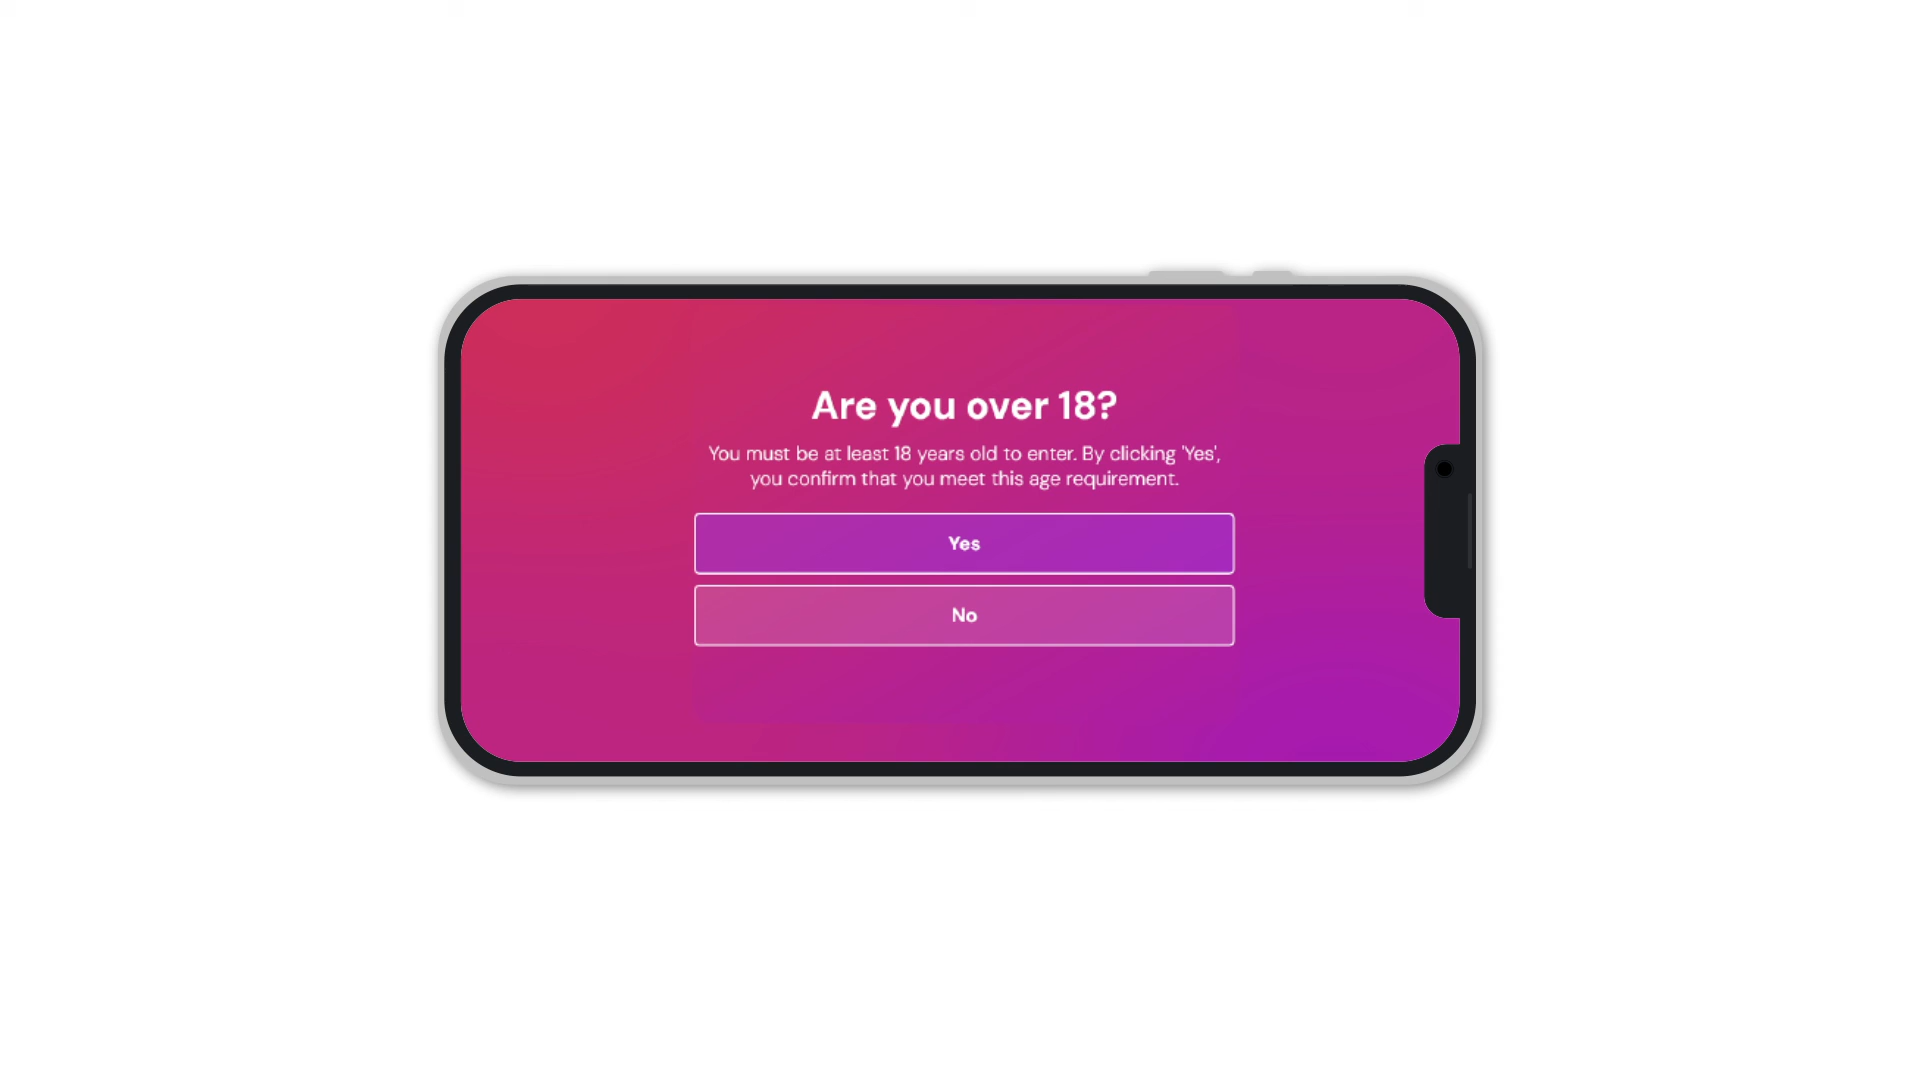 Are you over 18?
You must be at least 18 years old to enter. By clicking 'Yes',
you confirm that you meet this age requirement.
Yes
No